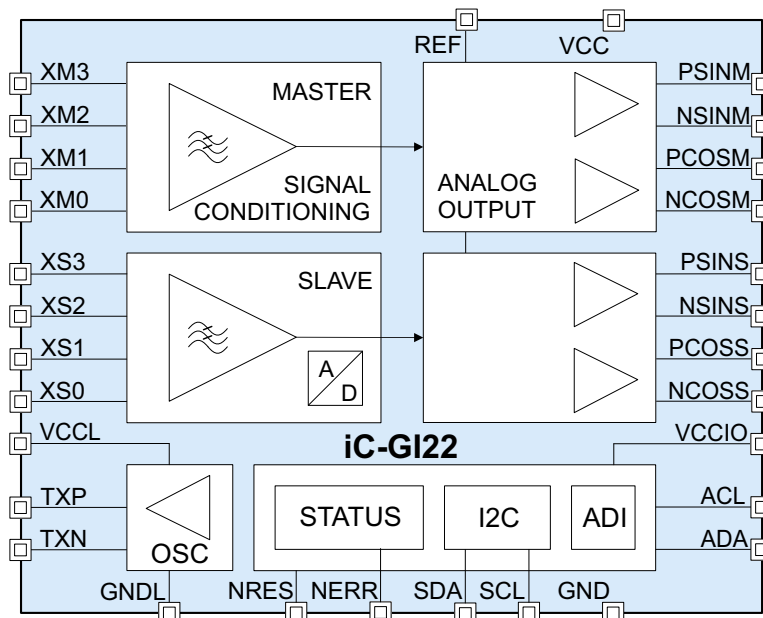 REF
VCC
XM3
XM2
XM1
XM0
MASTER
SIGNAL
CONDITIONING
ANALOG
OUTPUT
PSINM
NSINM
PCOSM
NCOSM
XS3
XS2
XS1
XS0
SLAVE
A
D
PSINS
NSINS
PCOSS
NCOSS
VCCL
iC-GI22
VCCIO
TXP
TXN
OSC
STATUS
I2C
ADI
ACL
ADA
GNDL
NRES
NERR
SDA
SCL
GND